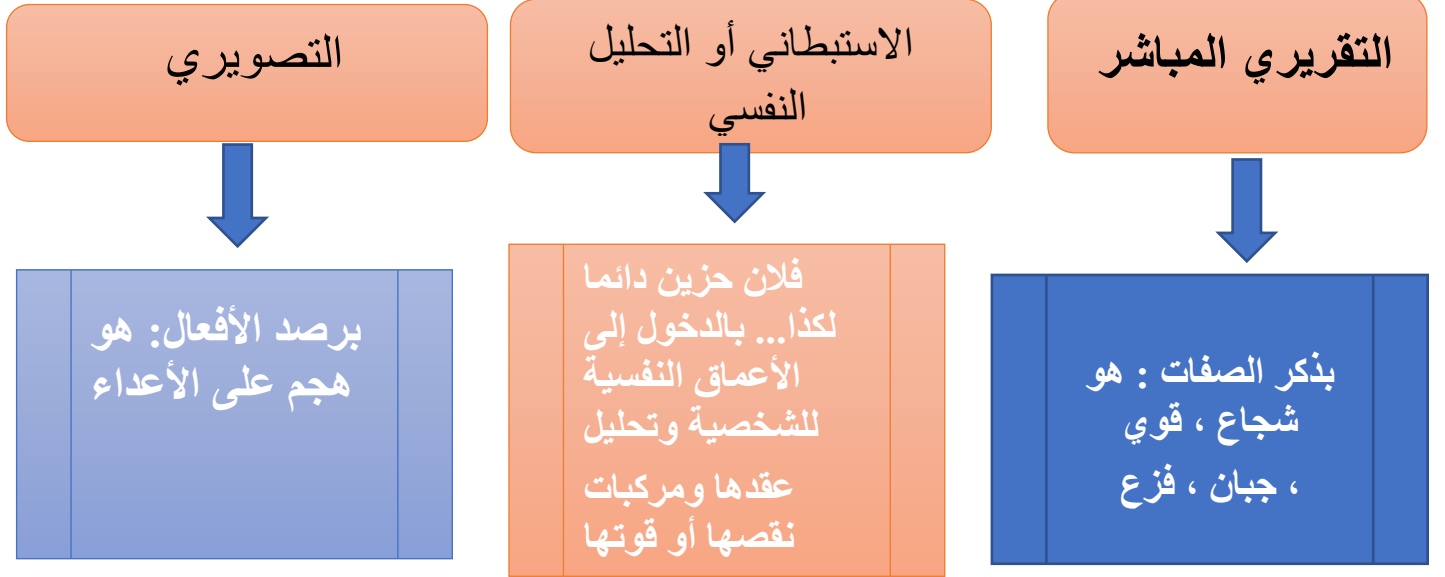 التقريري المباشر
الاستبطاني أو التحليل
النفسي
التصويري
بذكر الصفات : هو
شجاع ، قوي
، جبان ، فزع
فلان حزين دائما
لكذا... بالدخول إلى
الأعماق النفسية
للشخصية وتحليل
عقدها ومركبات
نقصها أو قوتها
برصد الأفعال: هو
هجم على الأعداء